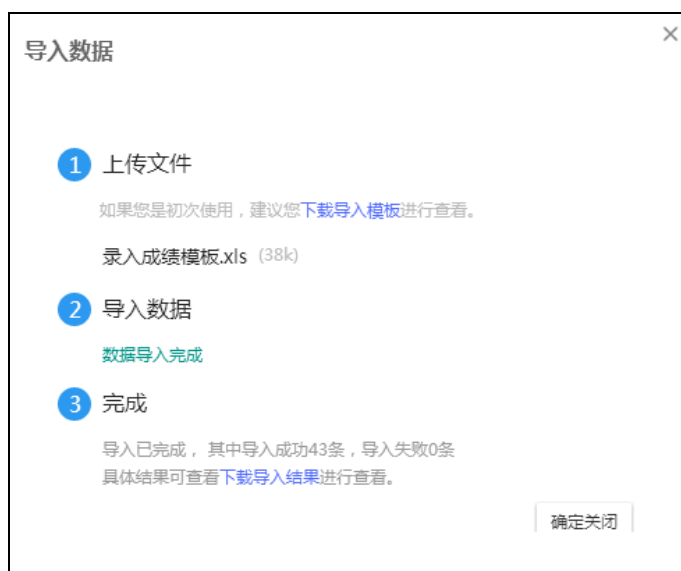 导入数据
×
1 上传文件
如果您是初次使用，建议您下载导入模板进行查看。
录入成绩模板.xls (38k)
2 导入数据
数据导入完成
3 完成
导入已完成， 其中导入成功43条，导入失败0条
具体结果可查看下载导入结果进行查看。
确定关闭